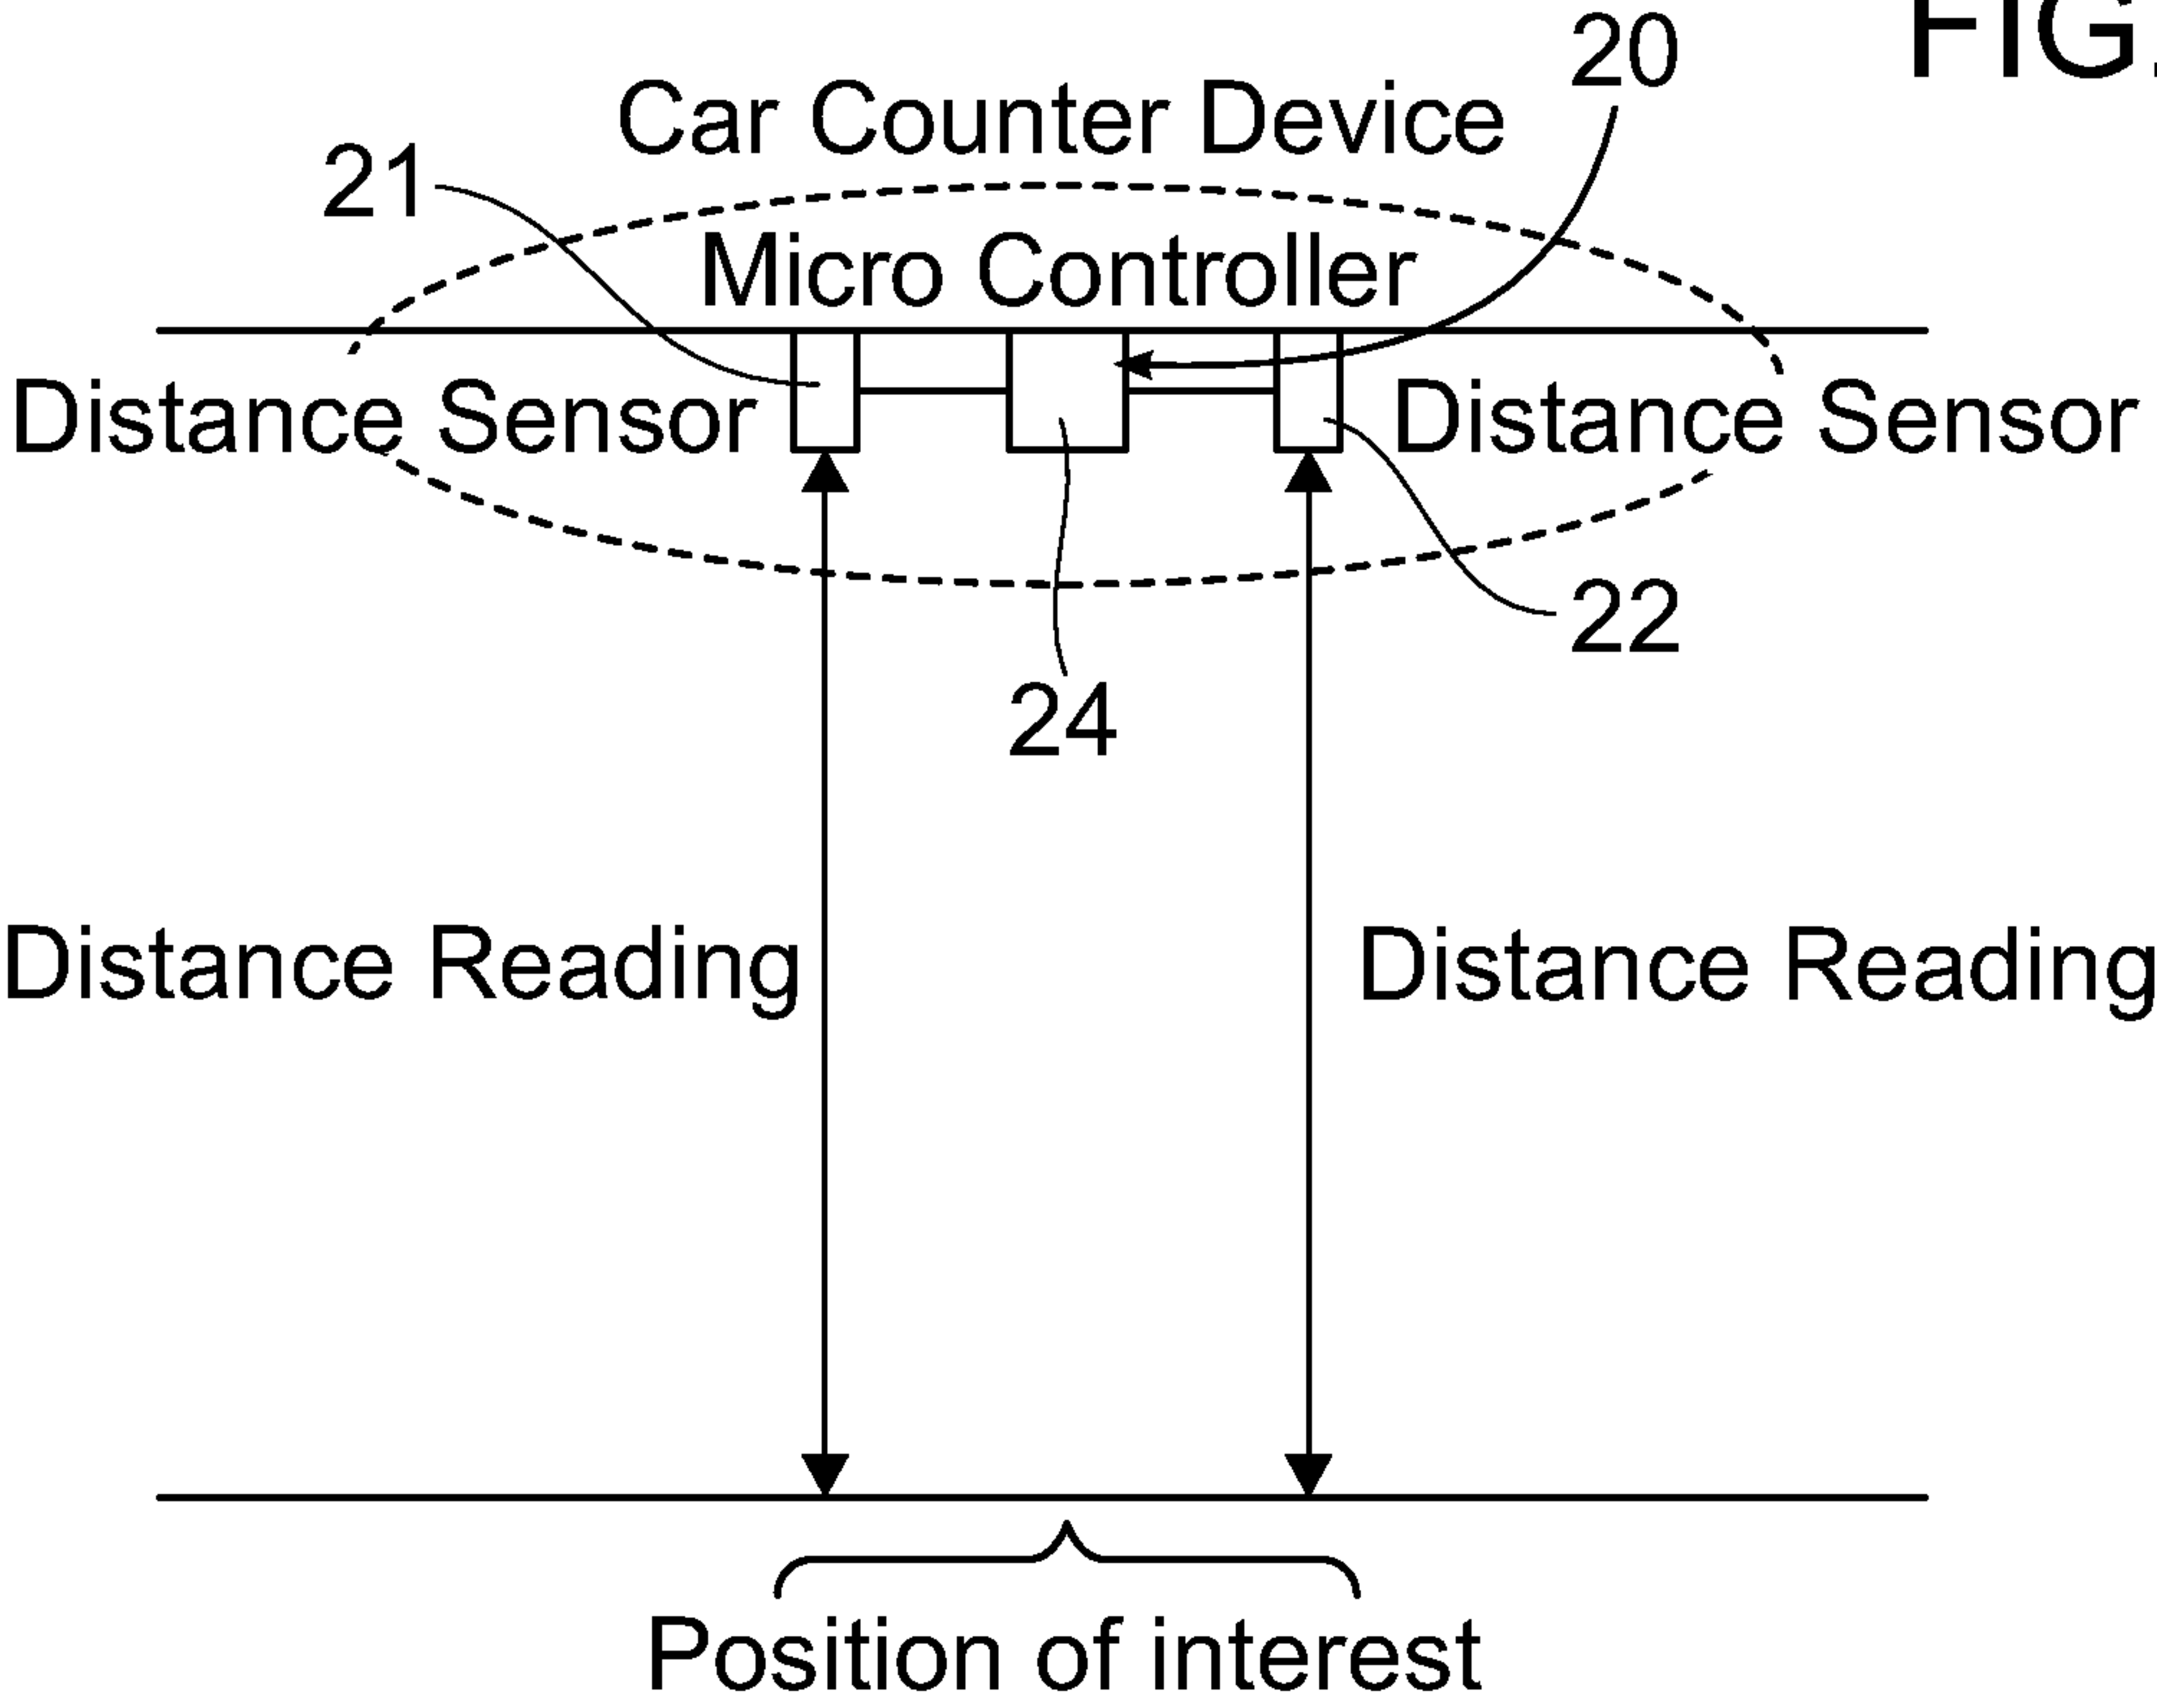 FIG.
20
Car Counter Device
21
Micro Controller
Distance Sensor
Distance Sensor
22
24
Distance Reading
Distance Reading
Position of interest